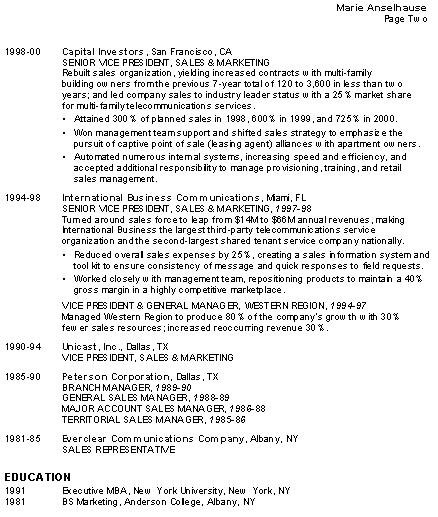 Marie Anselhause
Page Two
1998-00 Capital Investors, San Francisco, CA
SENIOR VICE PRESIDENT, SALES & MARKETING
Rebuilt sales organization, yielding increased contracts with multi-family
building owners from the previous 7-year total of 120 to 3,600 in less than two
years; and led company sales to industry leader status with a 25% market share
for multi-family telecommunications services.
• Attained 300% of planned sales in 1998, 600% in 1999, and 725% in 2000.
• Won management team support and shifted sales strategy to emphasize the
pursuit of captive point of sale (leasing agent) alliances with apartment owners.
• Automated numerous internal systems, increasing speed and efficiency, and
accepted additional responsibility to manage provisioning, training, and retail
sales management.
1994-98 International Business Communications, Miami, FL
SENIOR VICE PRESIDENT, SALES & MARKETING, 1997-98
Turned around sales force to leap from $14M to $66M annual revenues, making
International Business the largest third-party telecommunications service
organization and the second-largest shared tenant service company nationally.
• Reduced overall sales expenses by 25%, creating a sales information system and
tool kit to ensure consistency of message and quick responses to field requests.
• Worked closely with management team, repositioning products to maintain a 40%
gross margin in a highly competitive marketplace.
VICE PRESIDENT & GENERAL MANAGER, WESTERN REGION, 1994-97
Managed Western Region to produce 80% of the company's growth with 30%
fewer sales resources; increased reoccurring revenue 30%.
1990-94 Unicast, Inc., Dallas, TX
VICE PRESIDENT, SALES & MARKETING
1985-90 Peterson Corporation, Dallas, TX
BRANCH MANAGER, 1989-90
GENERAL SALES MANAGER, 1988-89
MAJOR ACCOUNT SALES MANAGER, 1986-88
TERRITORIAL SALES MANAGER, 1985-86
1981-85 Everclear Communications Company, Albany, NY
SALES REPRESENTATIVE
EDUCATION
1991 Executive MBA, New York University, New York, NY
1981 BS Marketing, Anderson College, Albany, NY